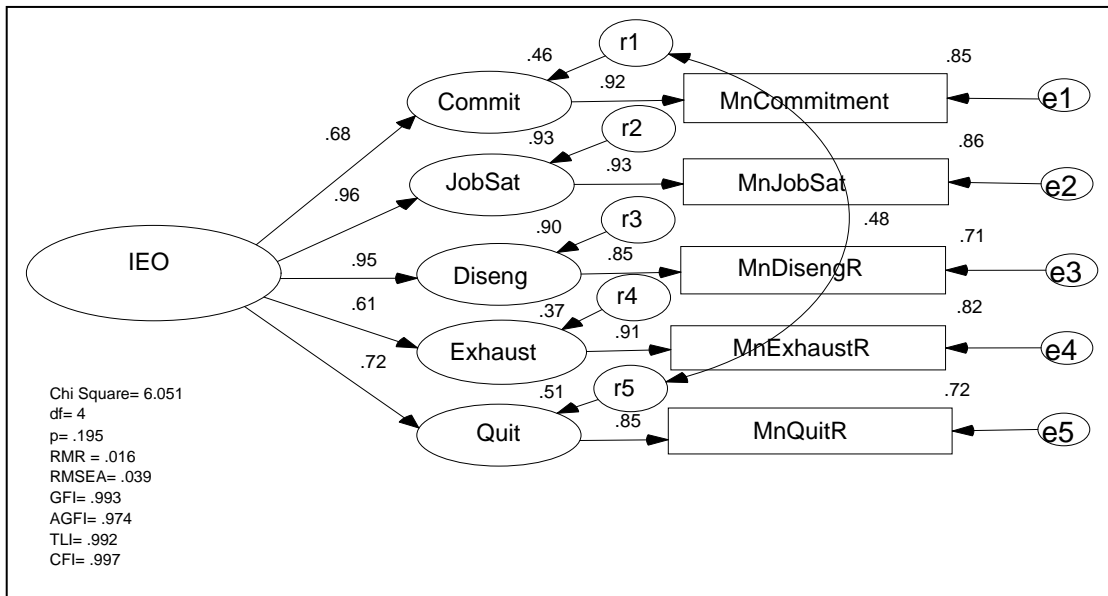 r1
.46
.85
.92
Commit
MnCommitment
e1
.68
.93
r2
.86
.93
JobSat
MnJobSat
e2
.96
.48
.90
r3
.71
.85
IEO
.95
Diseng
MnDisengR
e3
.61
.37
r4
.82
.91
Exhaust
MnExhaustR
e4
.72
.51
r5
.72
.85
Quit
MnQuitR
e5
Chi Square= 6.051
df= 4
p= .195
RMR = .016
RMSEA= .039
GFI= .993
AGFI= .974
TLI= .992
CFI= .997